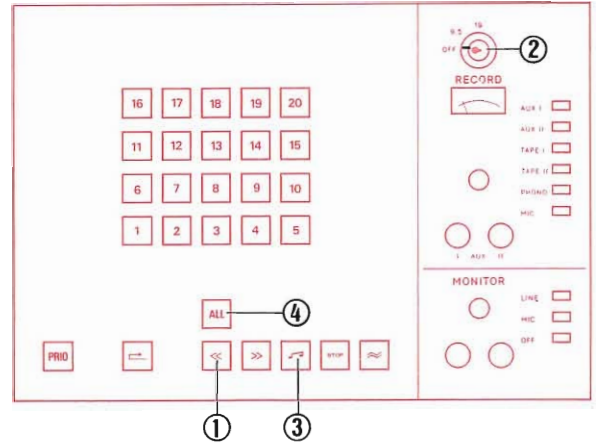 16 17 18 19 20
11 12 13 14 15
6 7 8 9 10
1 2 3 4 5
ALL
④
PRIO
STOP
①
③
9.5 19
OFF
②
RECORD
AUX I
AUX II
TAPE I
TAPE II
PHONO
MIC
I AUX II
MONITOR
LINE
MIC
OFF